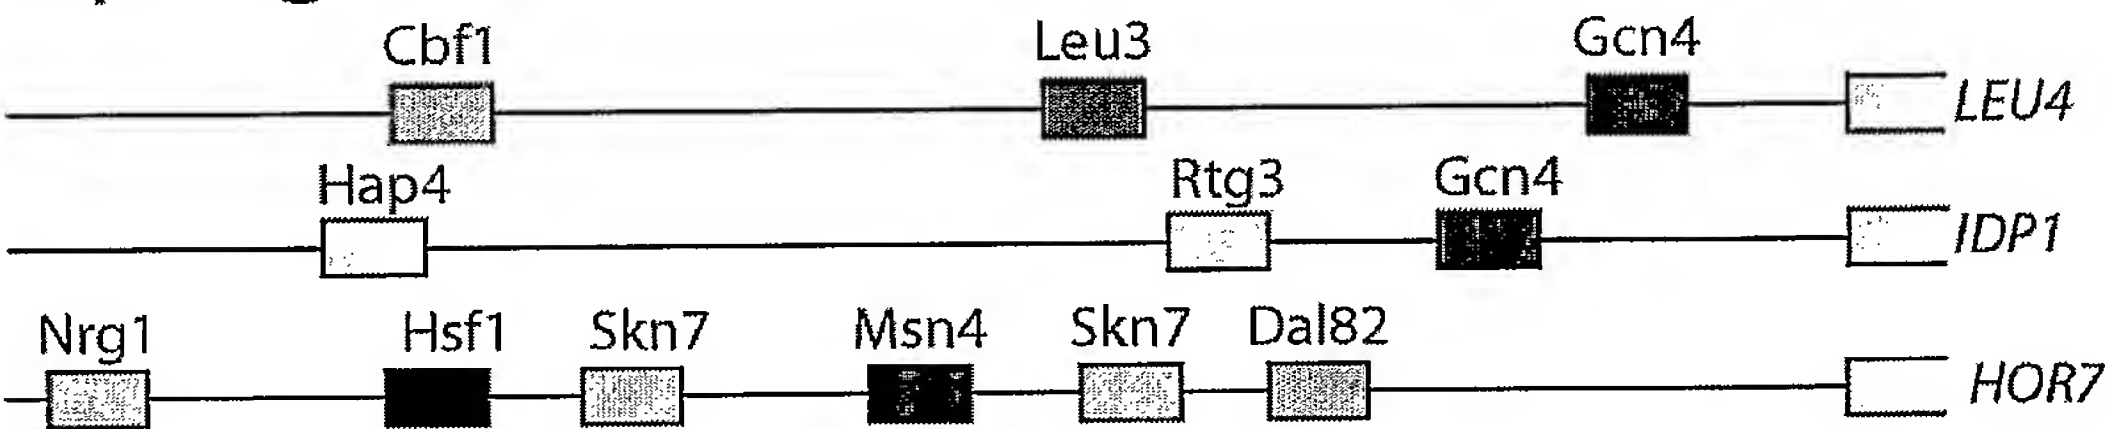 Cbf1 Leu3 Gcn4
LEU4
Hap4 Rtg3 Gcn4
IDP1
Nrg1 Hsf1 Skn7 Msn4 Skn7 Dal82
HOR7